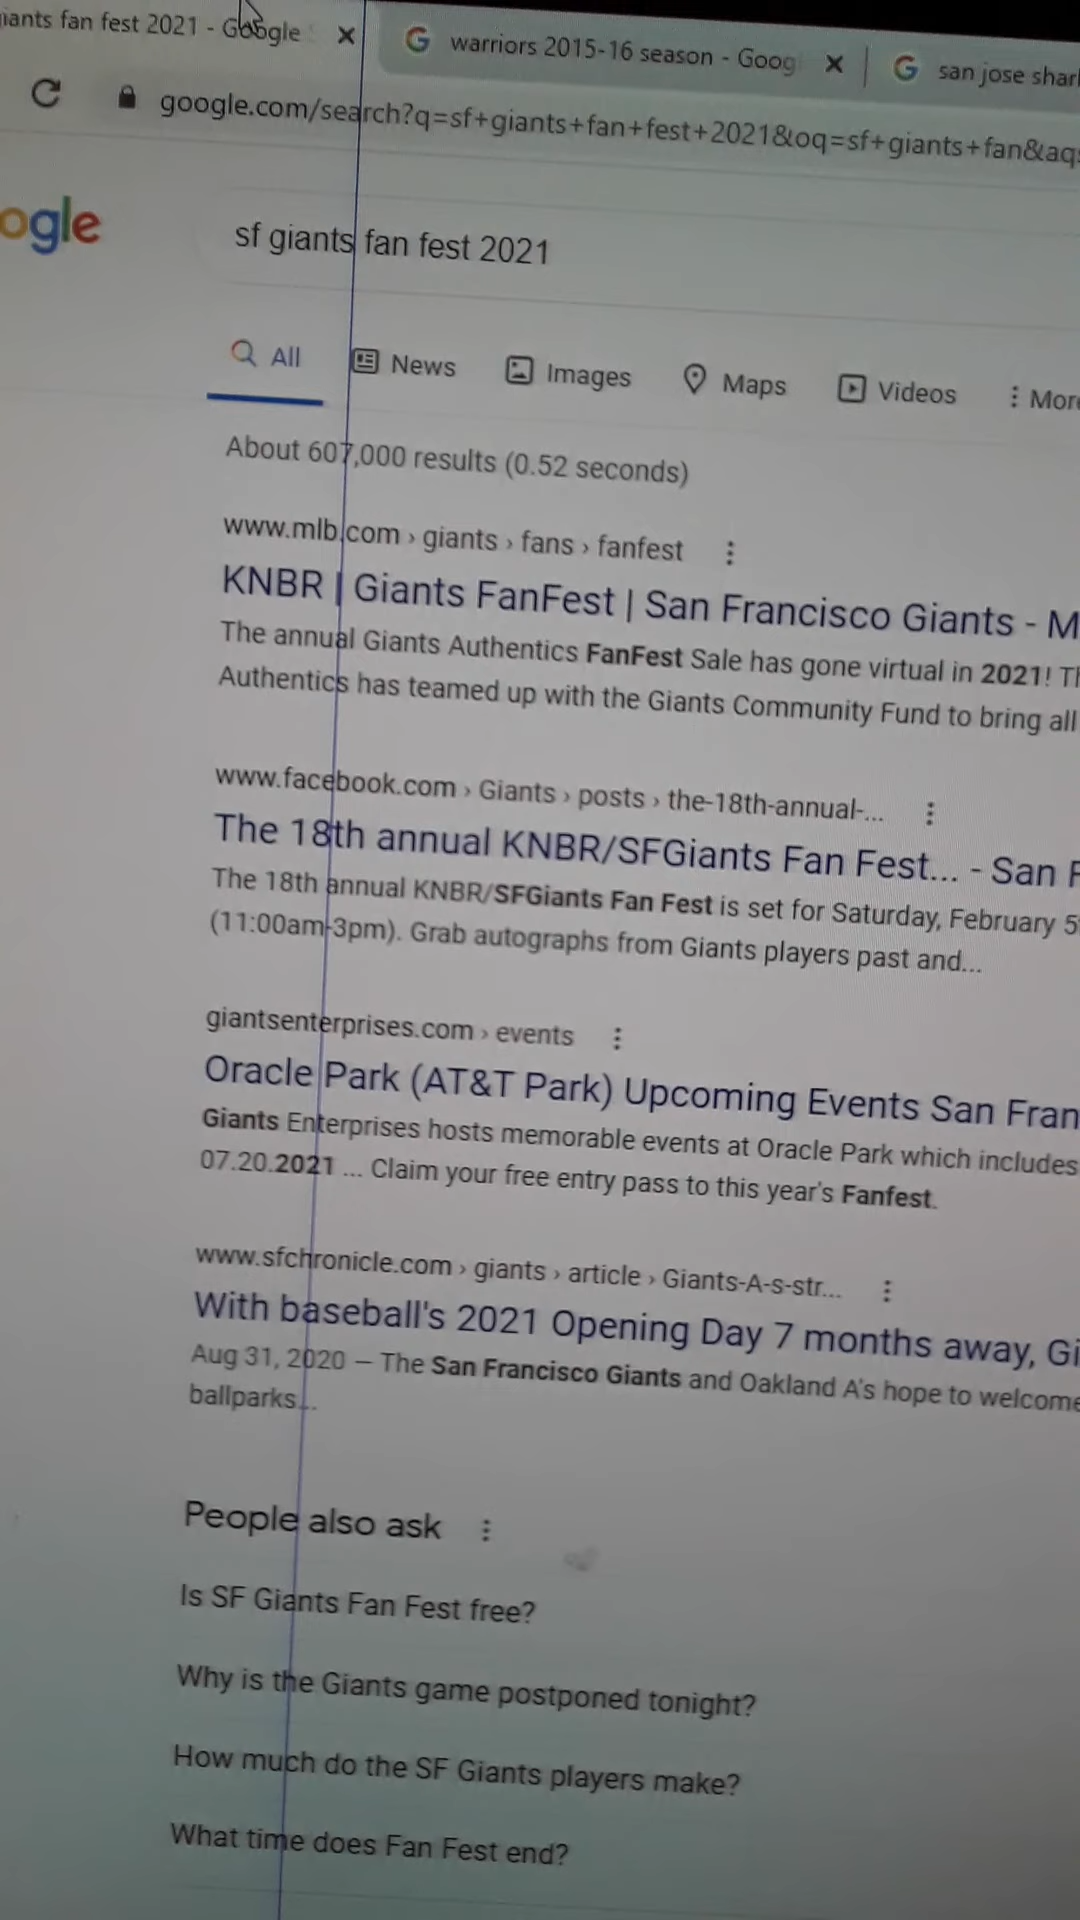 iants fan fest 2021 - Google
warriors 2015-16 season - Goog
san jose shar
google.com/search?q=sf+giants+fan+fest+2021&oq=sf+giants+fan&aqs
ogle
sf giants fan fest 2021
All News Images Maps Videos More
About 607,000 results (0.52 seconds)
www.mlb.com › giants › fans › fanfest
KNBR | Giants FanFest | San Francisco Giants - M
The annual Giants Authentics FanFest Sale has gone virtual in 2021! Th
Authentics has teamed up with the Giants Community Fund to bring all
www.facebook.com › Giants › posts › the-18th-annual-...
The 18th annual KNBR/SFGiants Fan Fest... - San F
The 18th annual KNBR/SFGiants Fan Fest is set for Saturday, February 5
(11:00am-3pm). Grab autographs from Giants players past and...
giantsenterprises.com › events
Oracle Park (AT&T Park) Upcoming Events San Fran
Giants Enterprises hosts memorable events at Oracle Park which includes
07.20.2021 ... Claim your free entry pass to this year's Fanfest.
www.sfchronicle.com › giants › article › Giants-A-s-str...
With baseball's 2021 Opening Day 7 months away, Gi
Aug 31, 2020 — The San Francisco Giants and Oakland A's hope to welcome
ballparks...
People also ask
Is SF Giants Fan Fest free?
Why is the Giants game postponed tonight?
How much do the SF Giants players make?
What time does Fan Fest end?